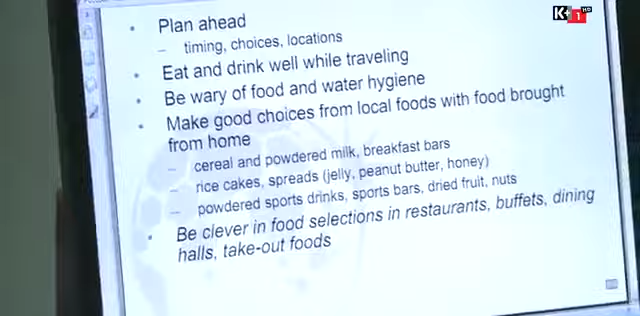 K+ 1 HD
• Plan ahead
– timing, choices, locations
• Eat and drink well while traveling
• Be wary of food and water hygiene
• Make good choices from local foods with food brought
from home
– cereal and powdered milk, breakfast bars
– rice cakes, spreads (jelly, peanut butter, honey)
– powdered sports drinks, sports bars, dried fruit, nuts
• Be clever in food selections in restaurants, buffets, dining
halls, take-out foods